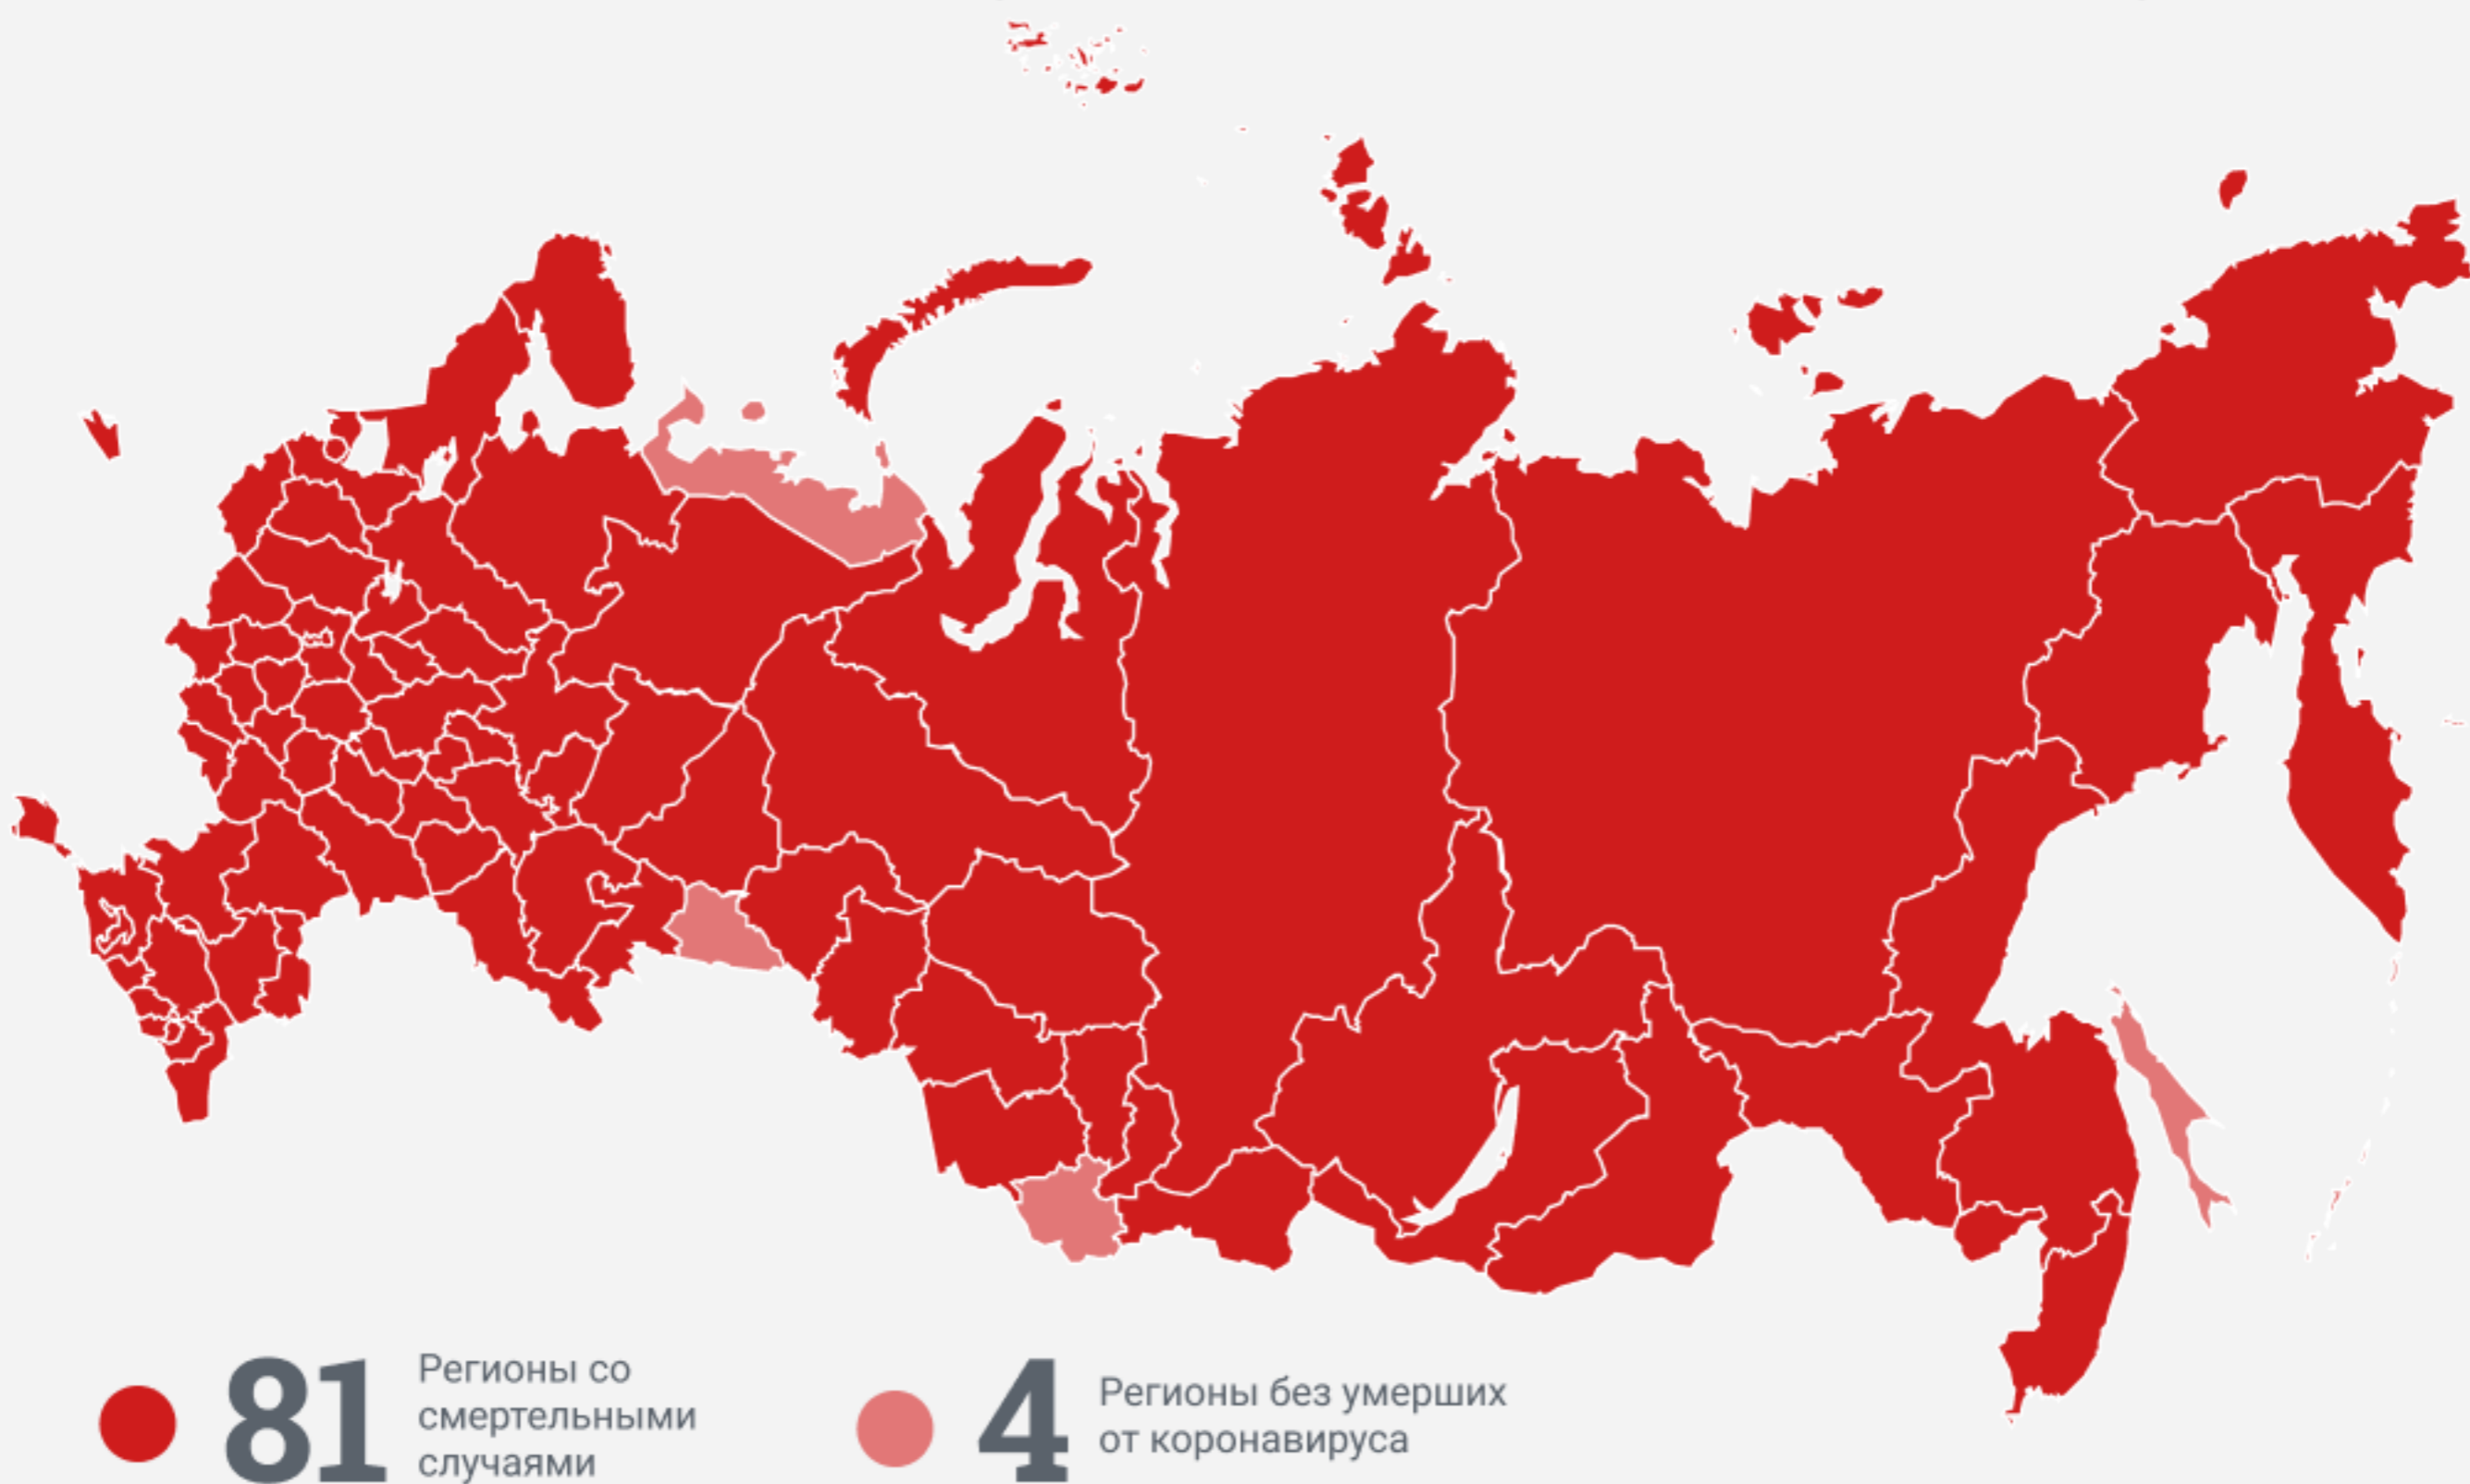 81
Регионы со
смертельными
случаями
4
Регионы без умерших
от коронавируса